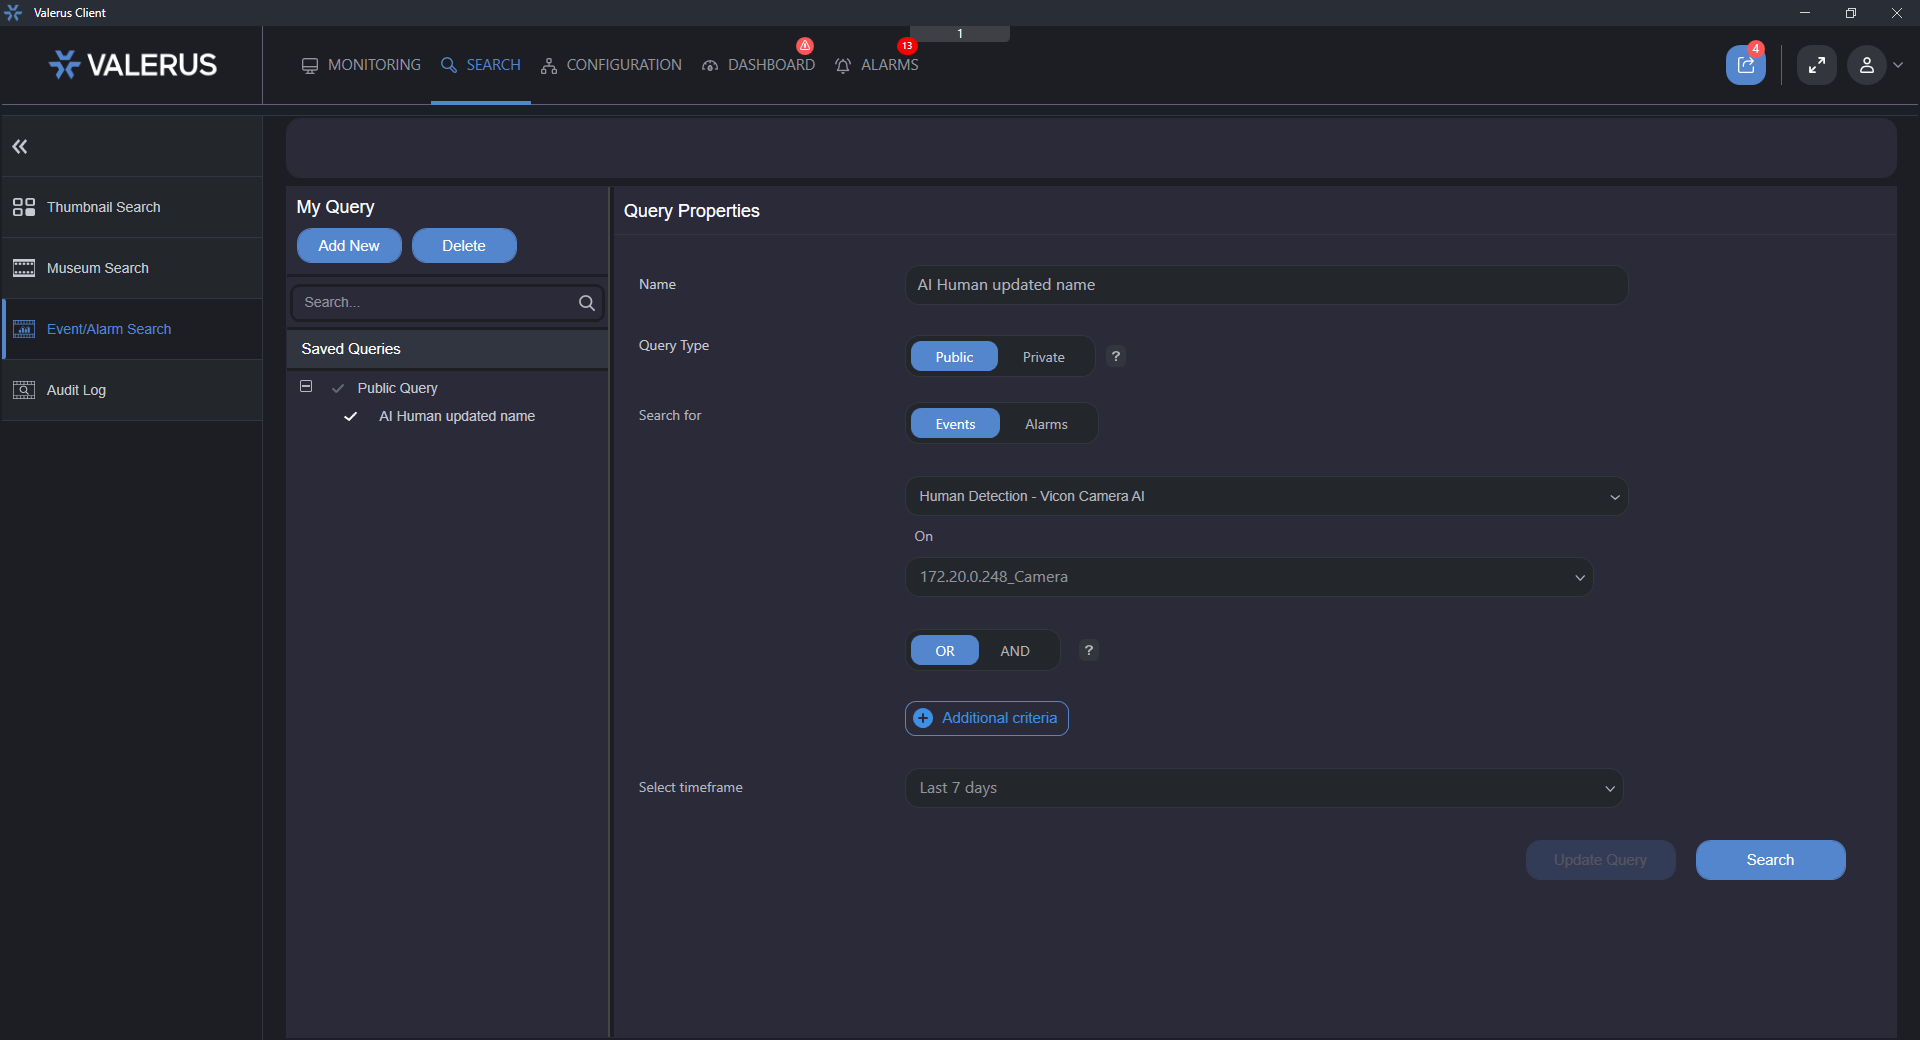 Valerus Client
VALERUS
MONITORING
SEARCH
CONFIGURATION
DASHBOARD
13
ALARMS
1
4
Thumbnail Search
Museum Search
Event/Alarm Search
Audit Log
My Query
Add New
Delete
Search...
Saved Queries
Public Query
AI Human updated name
Query Properties
Name
AI Human updated name
Query Type
Public
Private
?
Search for
Events
Alarms
Human Detection - Vicon Camera AI
On
172.20.0.248_Camera
OR
AND
?
Additional criteria
Select timeframe
Last 7 days
Update Query
Search